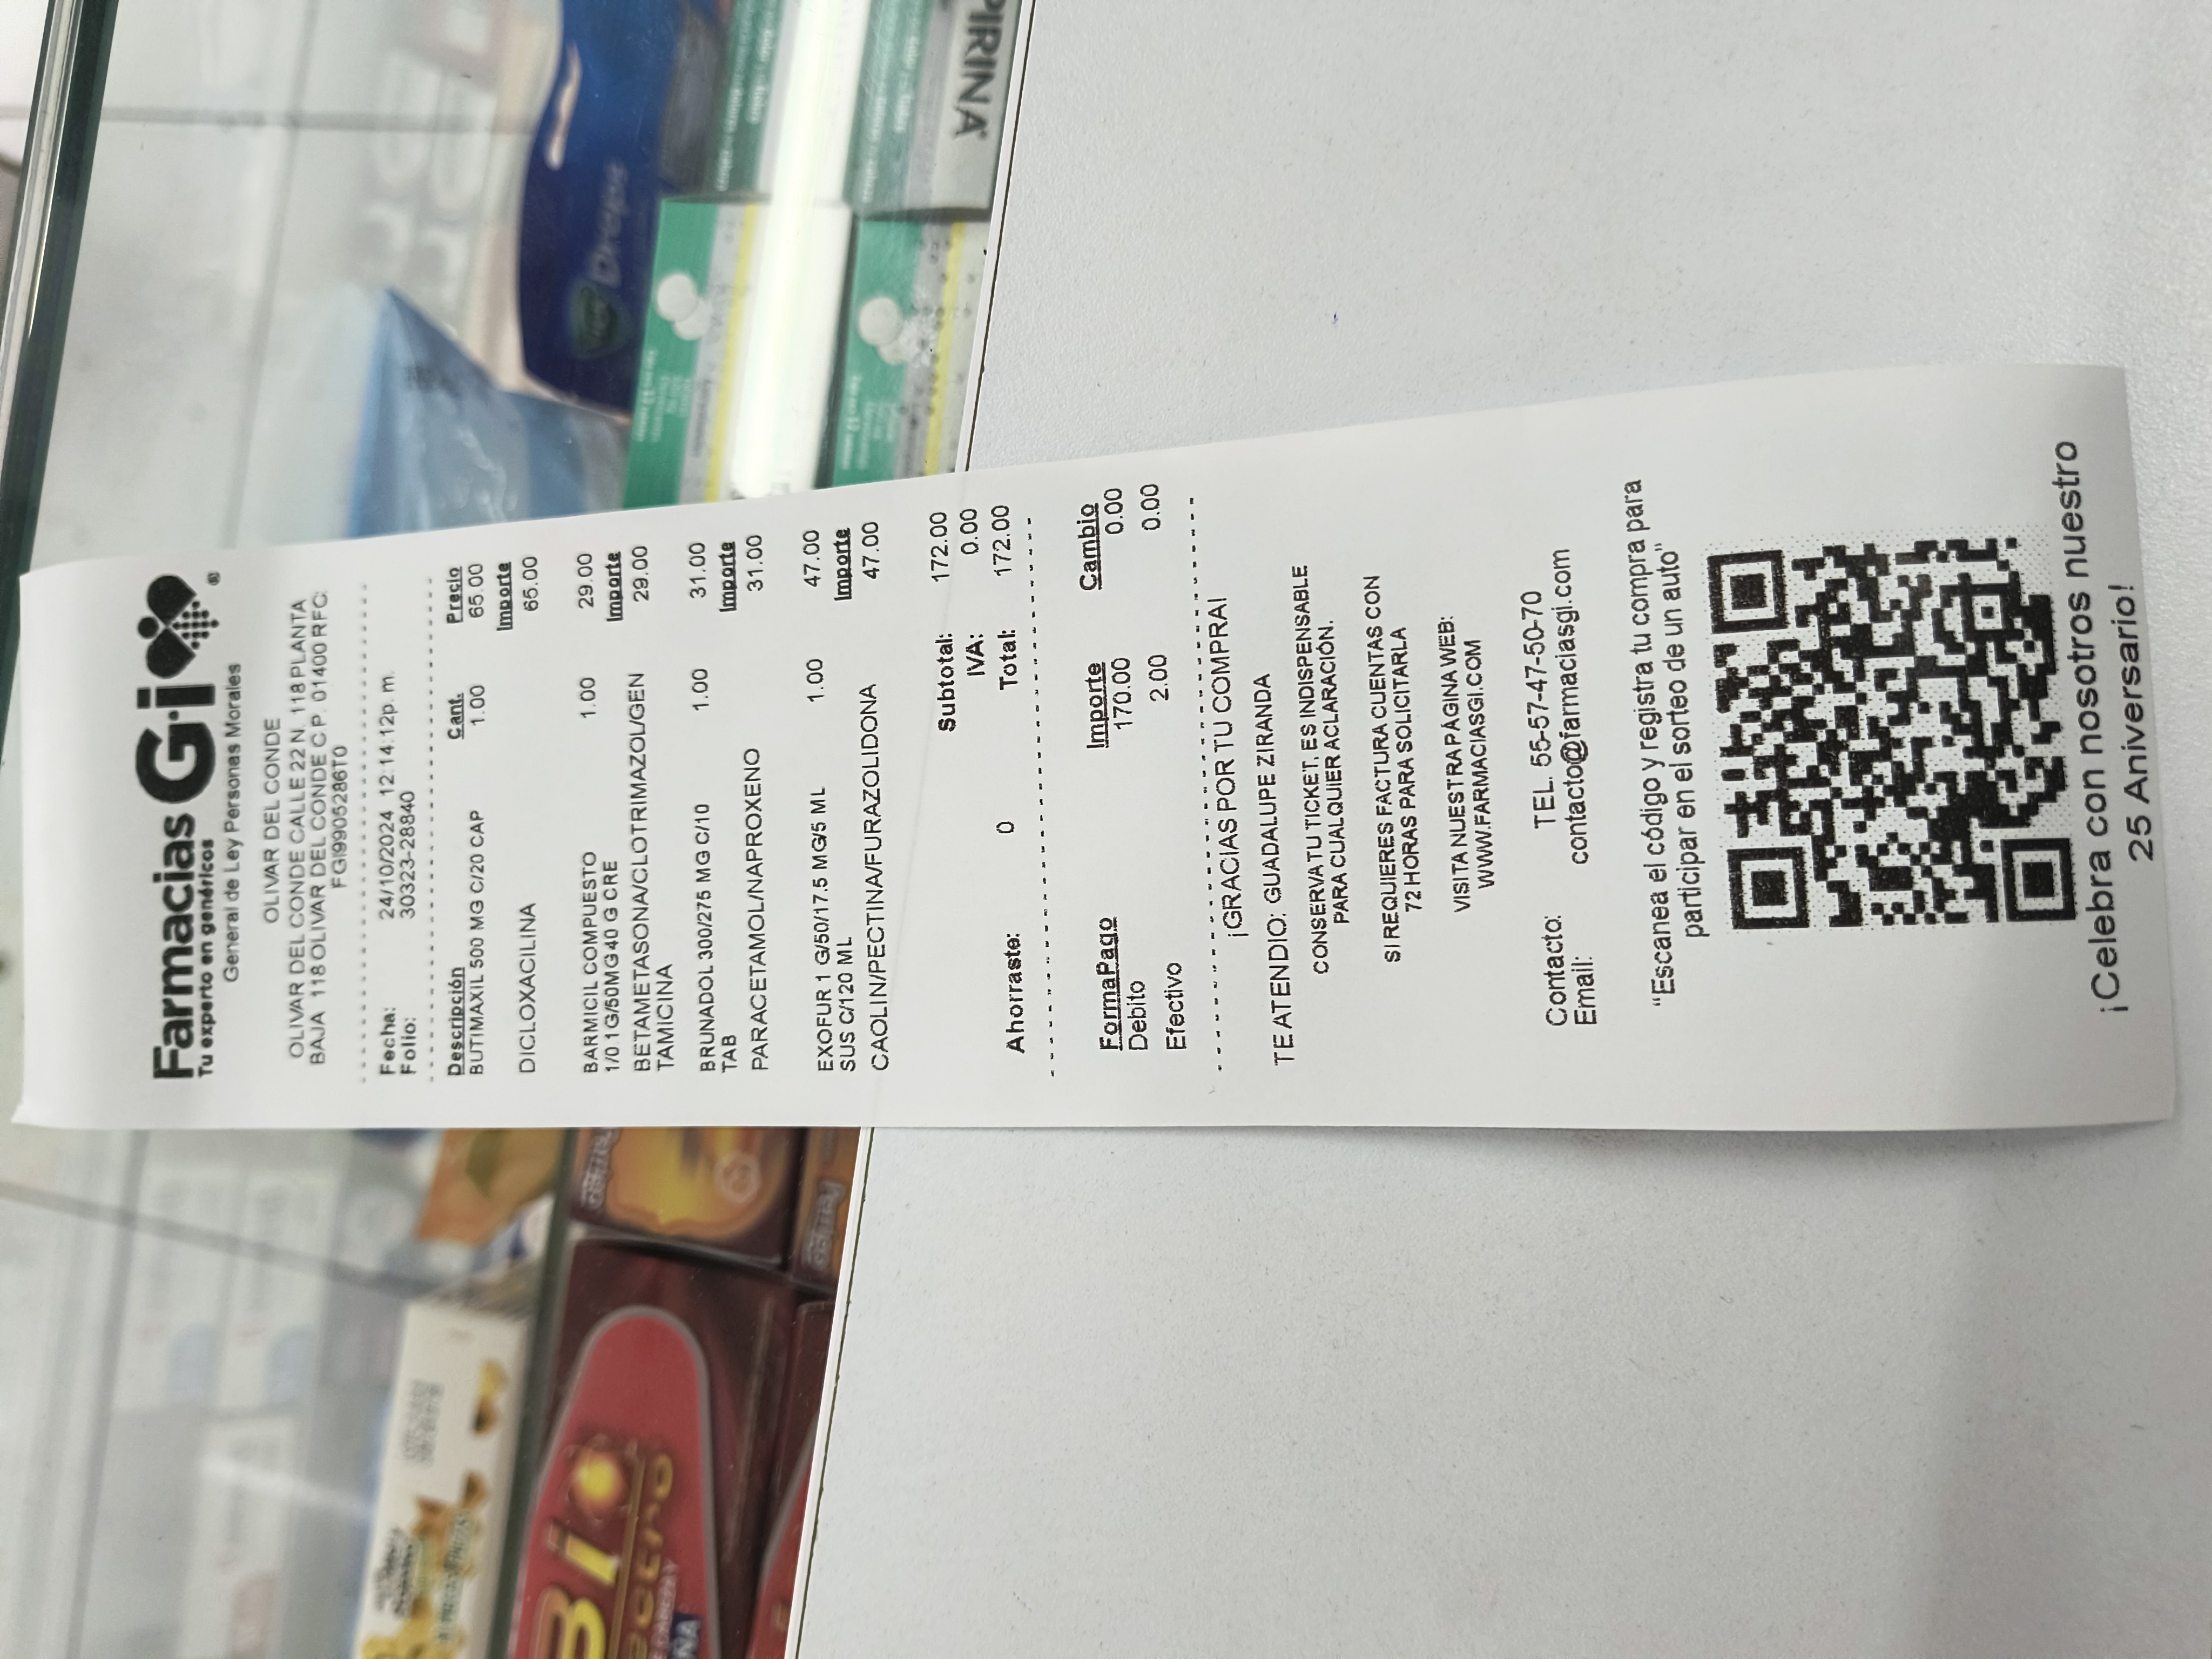 Farmacias Gi
®
Tu experto en genéricos
General de Ley Personas Morales
OLIVAR DEL CONDE
OLIVAR DEL CONDE CALLE 22 N. 118 PLANTA
BAJA 118 OLIVAR DEL CONDE C.P. 01400 RFC:
FGI9905286T0
Fecha: 24/10/2024 12:14:12p. m.
Folio: 30323-28840
Descripción Cant. Precio
BUTIMAXIL 500 MG C/20 CAP 1.00 65.00
Importe
DICLOXACILINA 65.00
BARMICIL COMPUESTO 1.00 29.00
1/0.1G/50MG40 G CRE Importe
BETAMETASONA/CLOTRIMAZOL/GEN 29.00
TAMICINA
BRUNADOL 300/275 MG C/10 1.00 31.00
TAB Importe
PARACETAMOL/NAPROXENO 31.00
EXOFUR 1 G/50/17.5 MG/5 ML 1.00 47.00
SUS C/120 ML Importe
CAOLIN/PECTINA/FURAZOLIDONA 47.00
Subtotal: 172.00
IVA: 0.00
Ahorraste: 0 Total: 172.00
FormaPago Importe Cambio
Debito 170.00 0.00
Efectivo 2.00 0.00
¡GRACIAS POR TU COMPRA!
TE ATENDIO: GUADALUPE ZIRANDA
CONSERVA TU TICKET, ES INDISPENSABLE
PARA CUALQUIER ACLARACIÓN.
SI REQUIERES FACTURA CUENTAS CON
72 HORAS PARA SOLICITARLA
VISITA NUESTRA PÁGINA WEB:
WWW.FARMACIASGI.COM
Contacto: TEL. 55-57-47-50-70
Email: contacto@farmaciasgi.com
"Escanea el código y registra tu compra para
participar en el sorteo de un auto"
¡Celebra con nosotros nuestro
25 Aniversario!
Drops
PIRINA
Bi